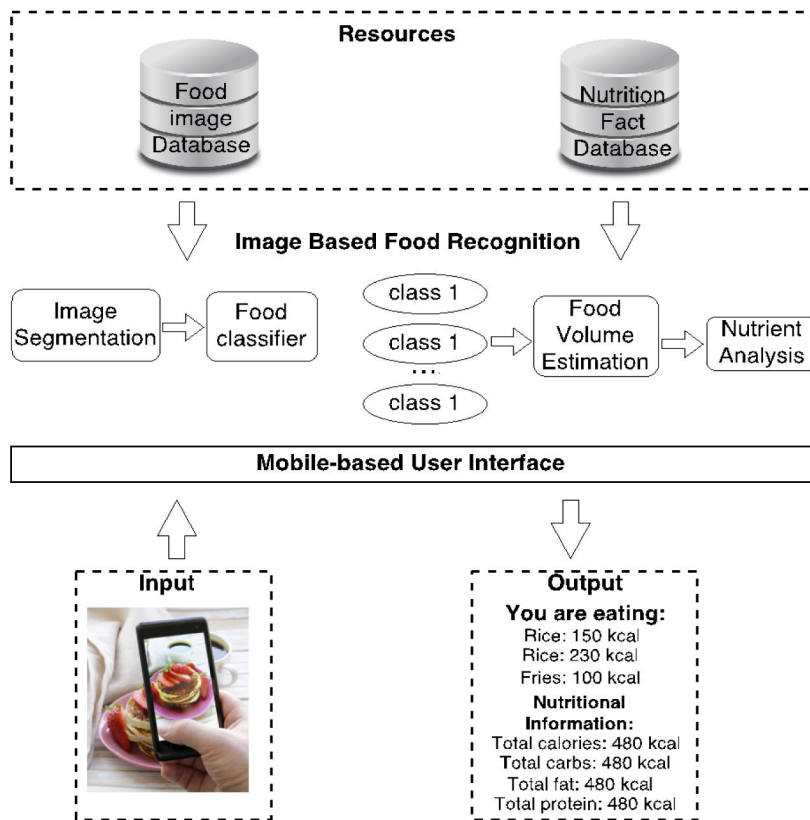 Resources
Food
image
Database
Nutrition
Fact
Database
Image Based Food Recognition
Image
Segmentation
Food
classifier
class 1
class 1
....
class 1
Food
Volume
Estimation
Nutrient
Analysis
Mobile-based User Interface
Input
Output
You are eating:
Rice: 150 kcal
Rice: 230 kcal
Fries: 100 kcal
Nutritional
Information:
Total calories: 480 kcal
Total carbs: 480 kcal
Total fat: 480 kcal
Total protein: 480 kcal